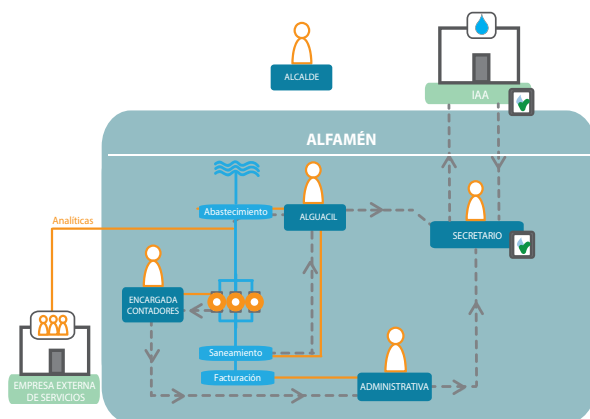 ALCALDE
IAA
ALFAMÉN
Abastecimiento
ALGUACIL
Analíticas
SECRETARIO
ENCARGADA
CONTADORES
Saneamiento
Facturación
ADMINISTRATIVA
EMPRESA EXTERNA
DE SERVICIOS